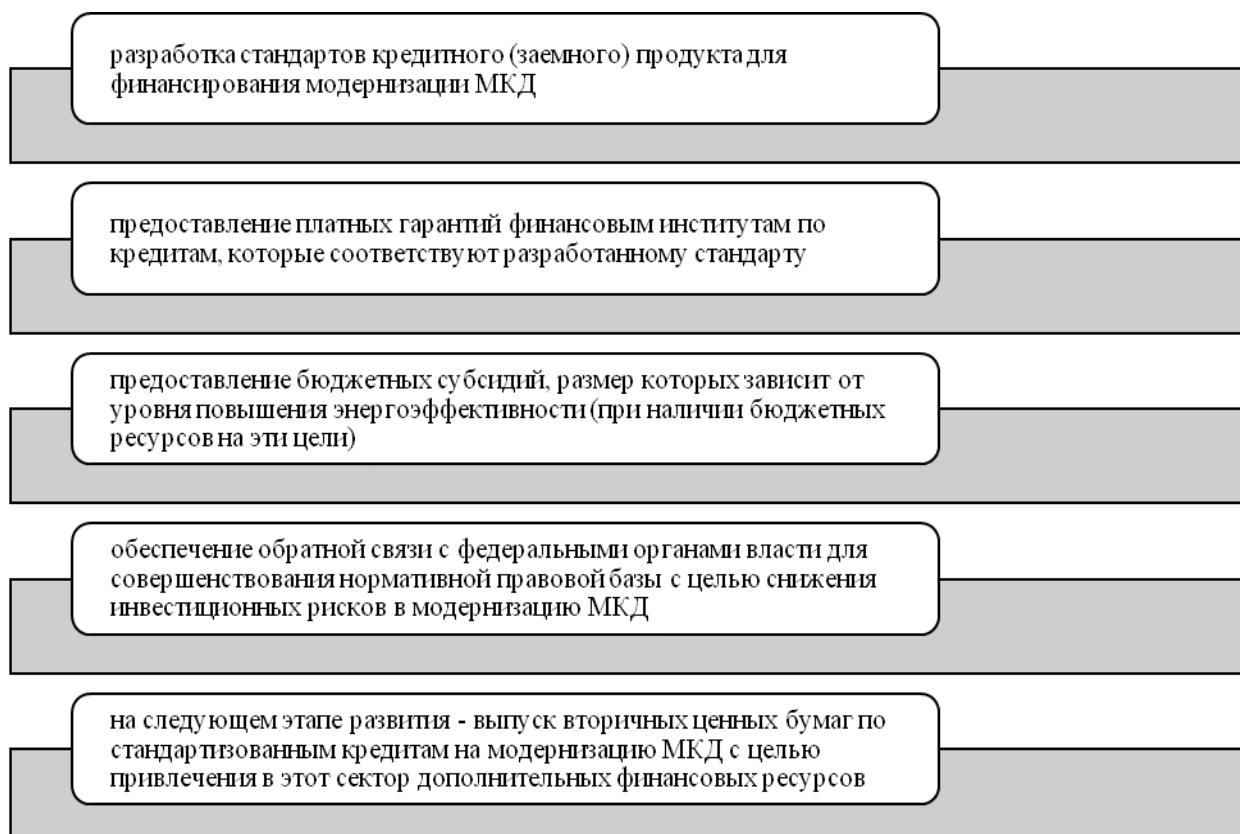 разработка стандартов кредитного (заемного) продукта для
финансирования модернизации МКД
предоставление платных гарантий финансовым институтам по
кредитам, которые соответствуют разработанному стандарту
предоставление бюджетных субсидий, размер которых зависит от
уровня повышения энергоэффективности (при наличии бюджетных
ресурсов на эти цели)
обеспечение обратной связи с федеральными органами власти для
совершенствования нормативной правовой базы с целью снижения
инвестиционных рисков в модернизацию МКД
на следующем этапе развития - выпуск вторичных ценных бумаг по
стандартизованным кредитам на модернизацию МКД с целью
привлечения в этот сектор дополнительных финансовых ресурсов